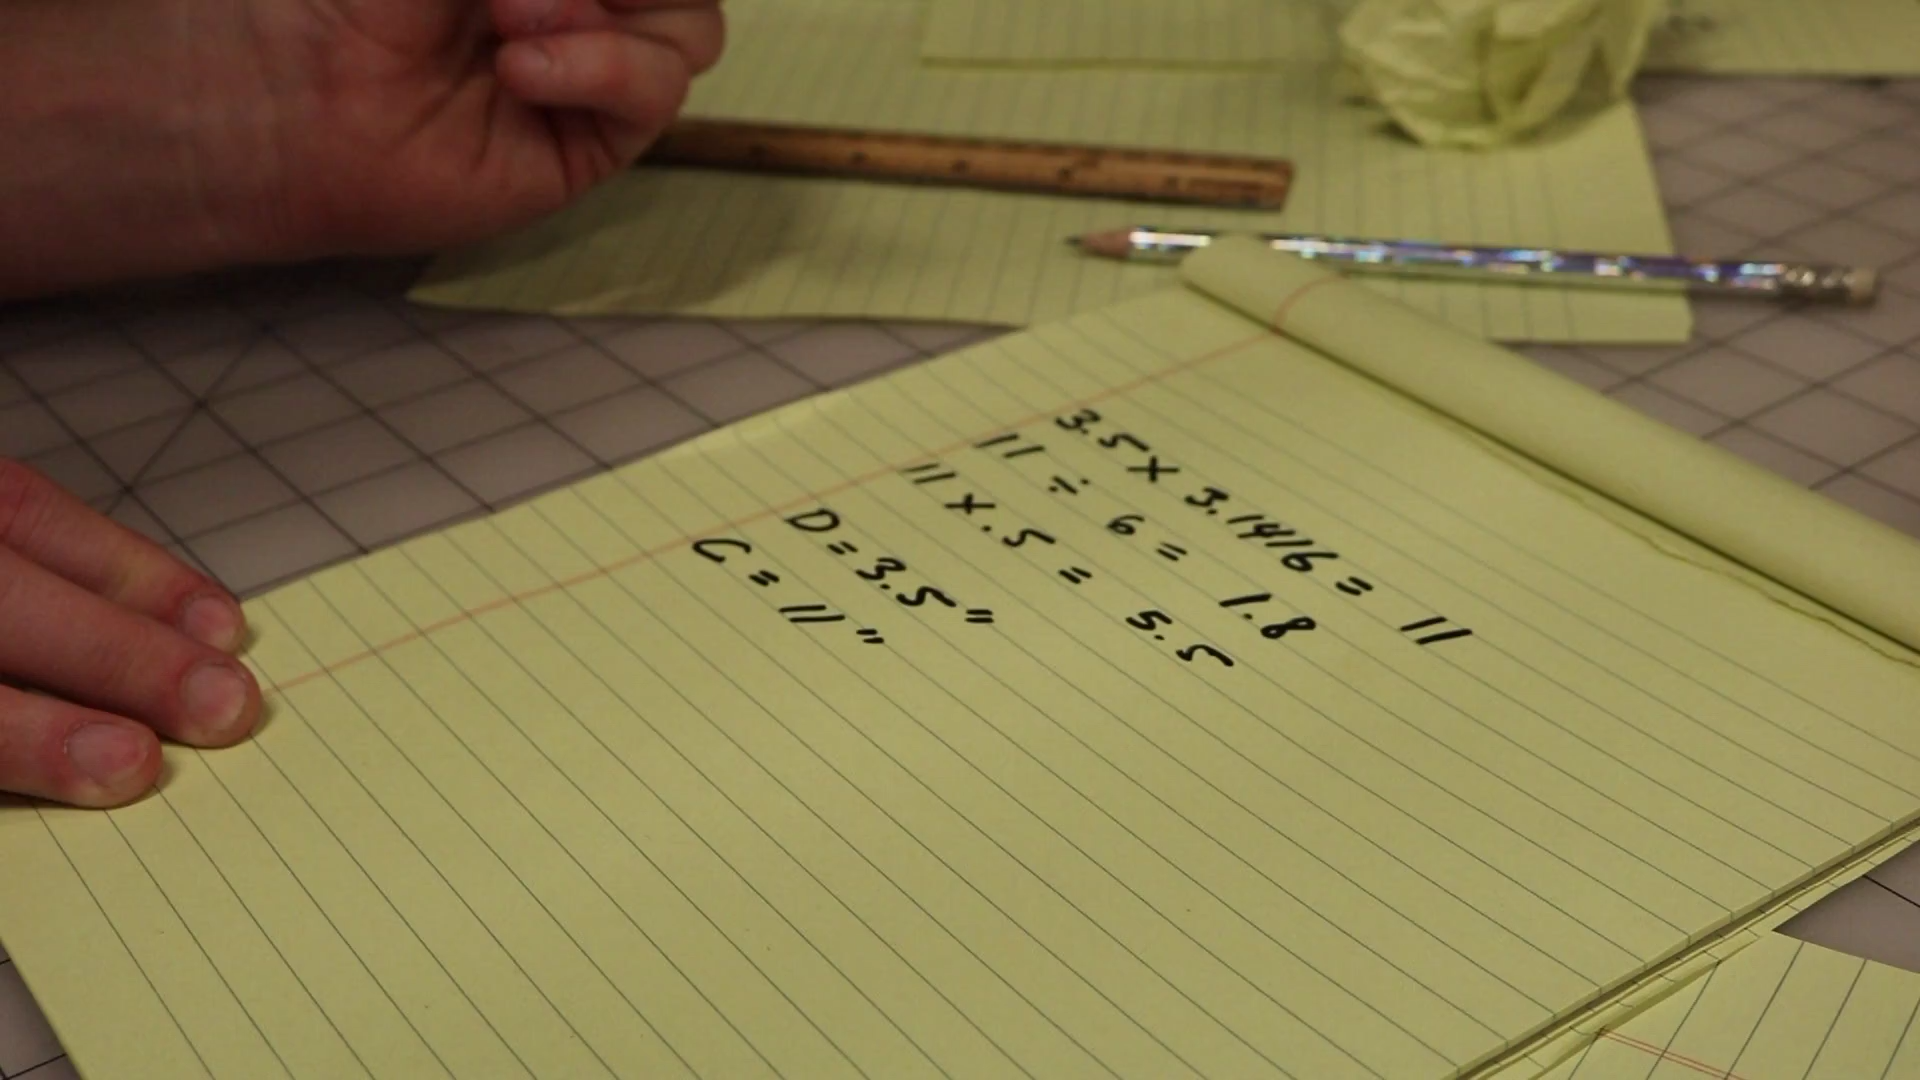 3.5 x 3.1416 = 11
11 ÷ 6 = 1.8
11 x .5 = 5.5
D = 3.5"
C = 11"